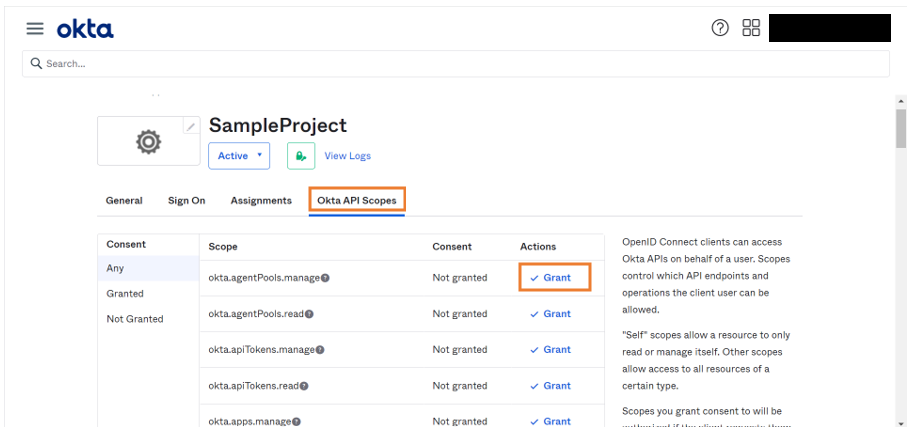 okta
Search...
SampleProject
Active
View Logs
General Sign On Assignments Okta API Scopes
Consent
Any
Granted
Not Granted
Scope Consent Actions
okta.agentPools.manage Not granted Grant
okta.agentPools.read Not granted Grant
okta.apiTokens.manage Not granted Grant
okta.apiTokens.read Not granted Grant
okta.apps.manage Not granted Grant
OpenID Connect clients can access
Okta APIs on behalf of a user. Scopes
control which API endpoints and
operations the client user can be
allowed.
"Self" scopes allow a resource to only
read or manage itself. Other scopes
allow access to all resources of a
certain type.
Scopes you grant consent to will be